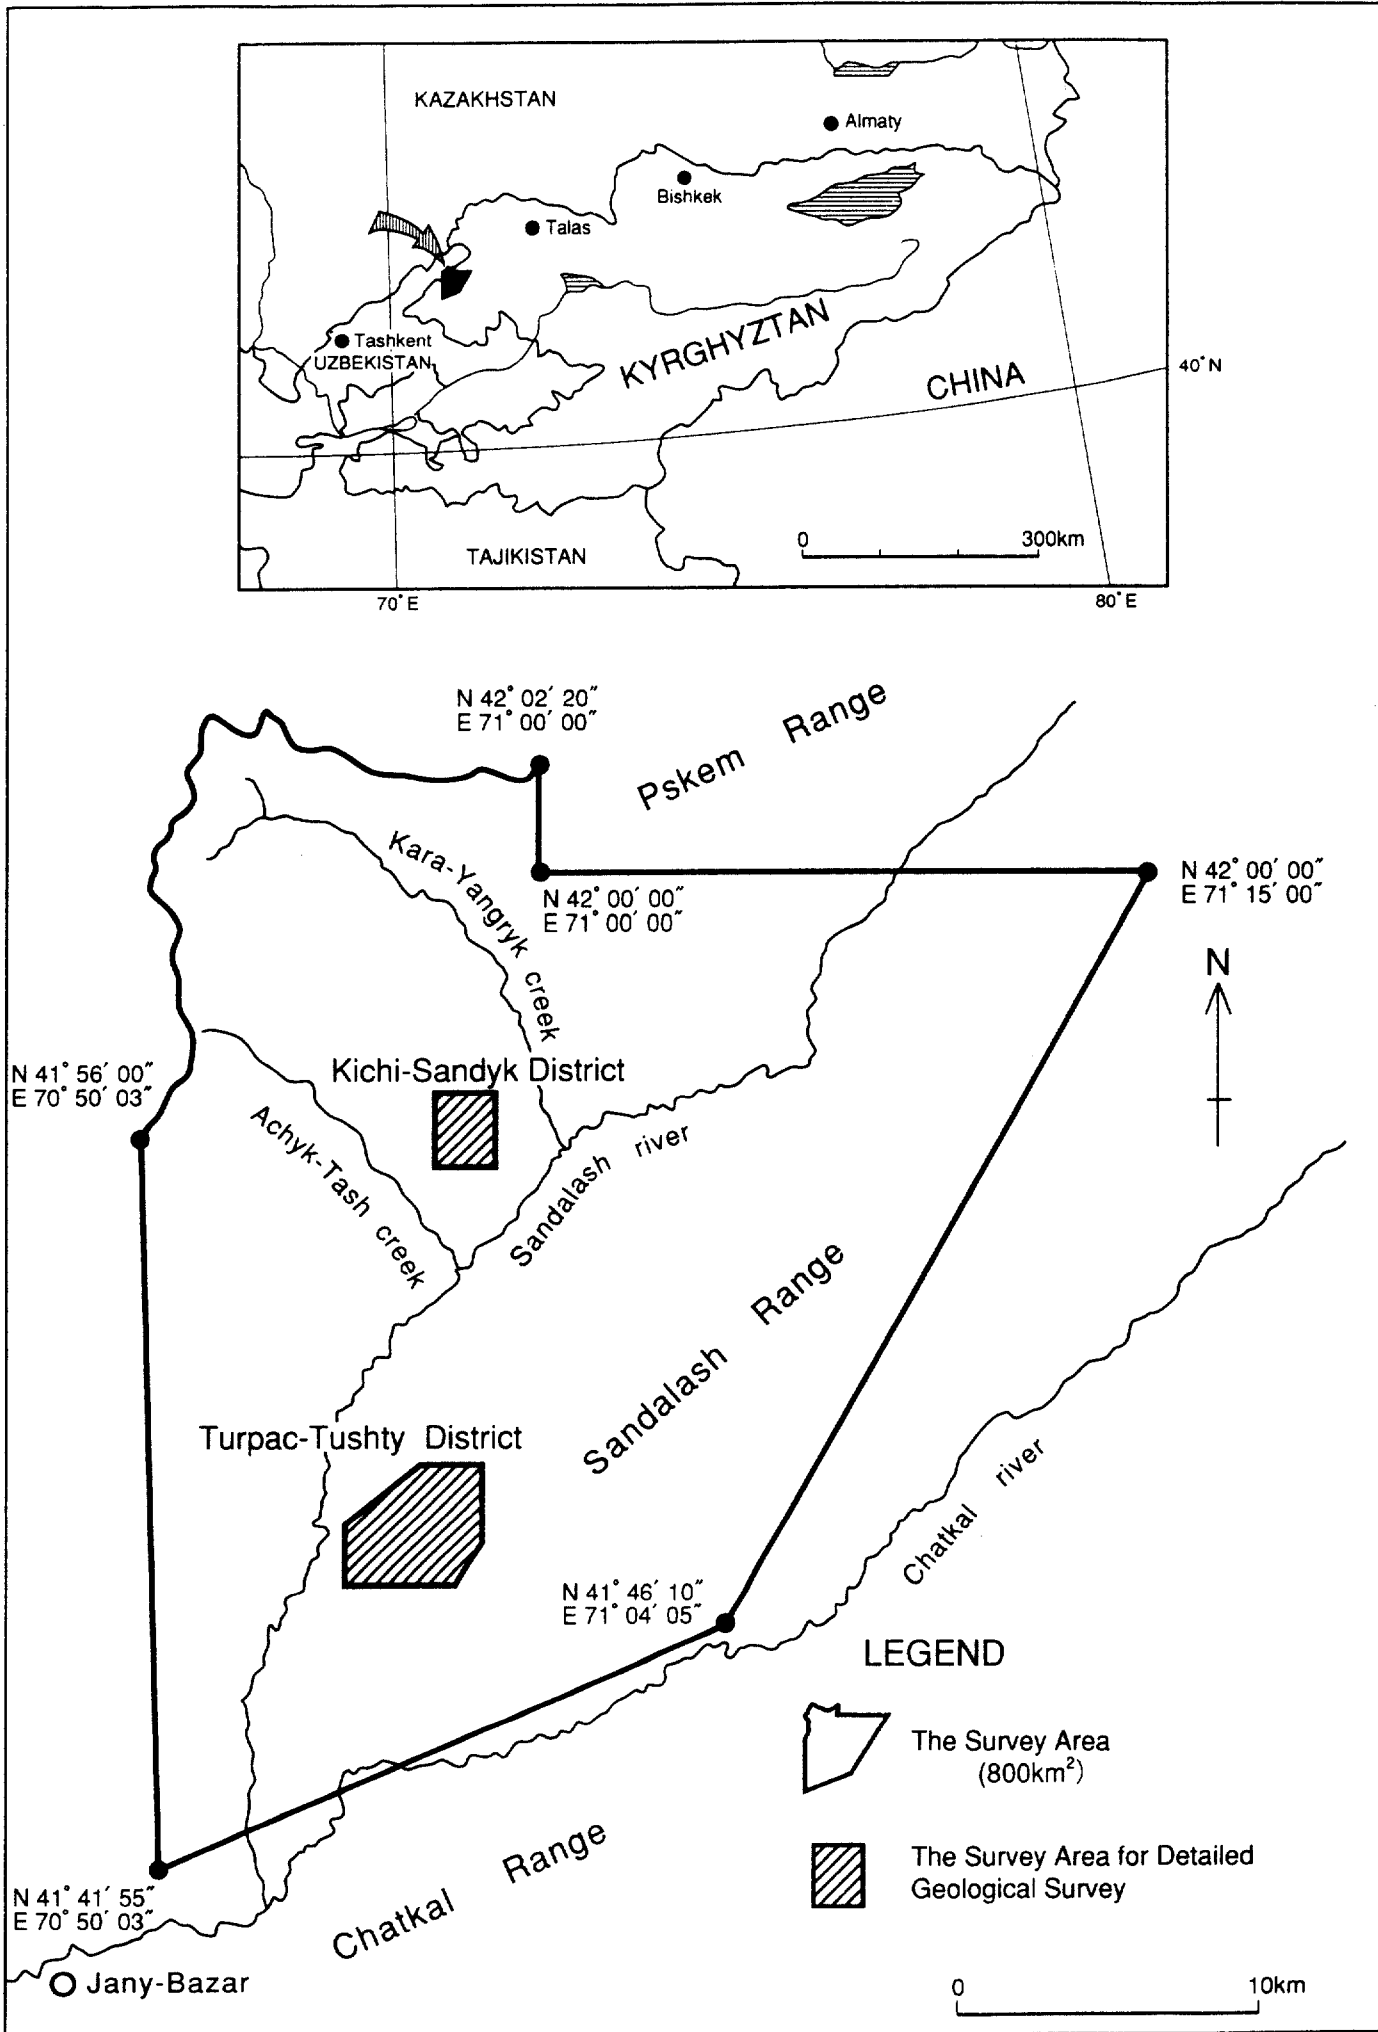 KAZAKHSTAN
Almaty
Bishkek
Talas
Tashkent
UZBEKISTAN
KYRGHYZTAN
CHINA
40° N
TAJIKISTAN
0 300km
70° E
80° E
N 42° 02′ 20″
E 71° 00′ 00″
Pskem Range
Kara-Yangryk creek
N 42° 00′ 00″
E 71° 00′ 00″
N 42° 00′ 00″
E 71° 15′ 00″
N
N 41° 56′ 00″
E 70° 50′ 03″
Kichi-Sandyk District
Achyk-Tash creek
Sandalash river
Sandalash Range
Turpac-Tushty District
Chatkal river
N 41° 46′ 10″
E 71° 04′ 05″
LEGEND
The Survey Area
(800km²)
The Survey Area for Detailed
Geological Survey
Chatkal Range
N 41° 41′ 55″
E 70° 50′ 03″
Jany-Bazar
0 10km